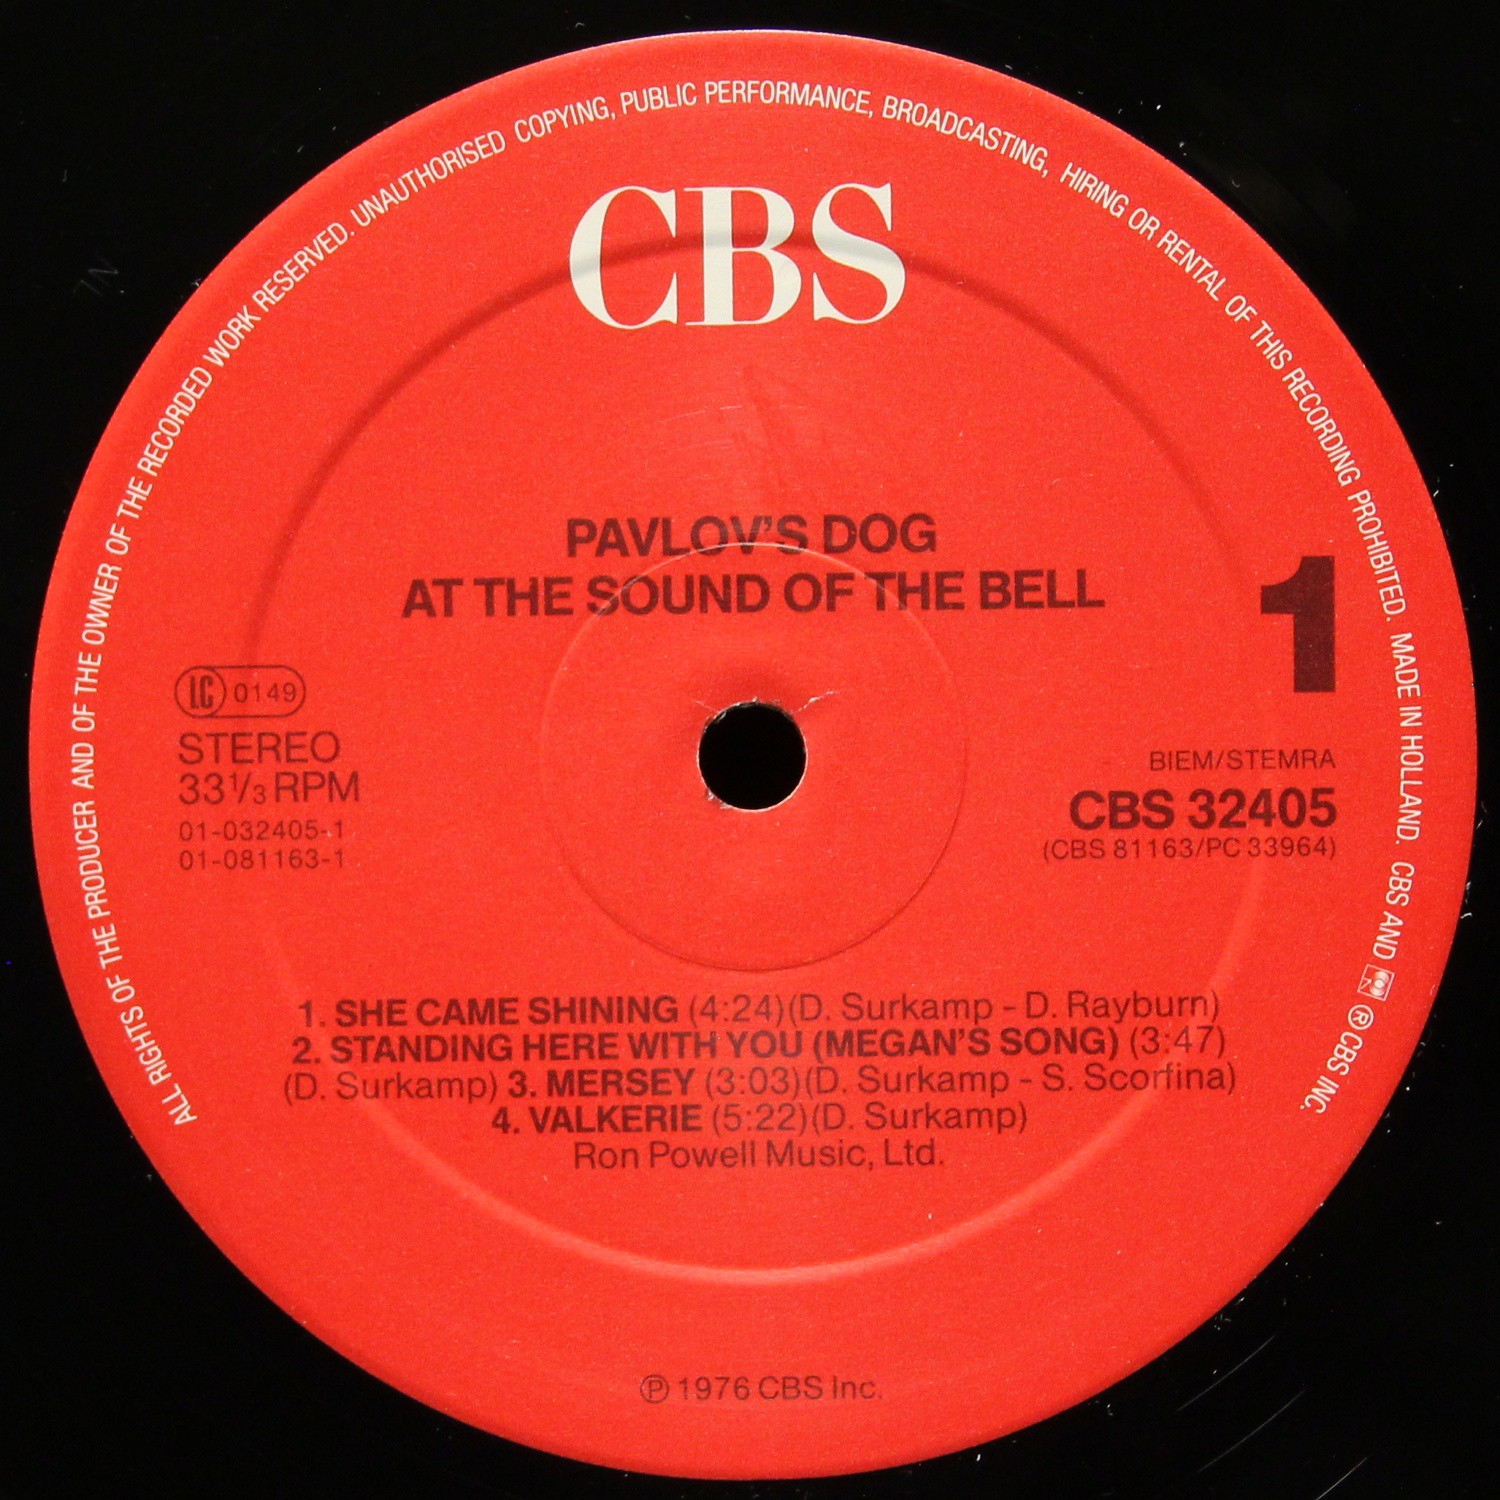 ALL RIGHTS OF THE PRODUCER AND OF THE OWNER OF THE RECORDED WORK RESERVED. UNAUTHORISED COPYING, PUBLIC PERFORMANCE, BROADCASTING, HIRING OR RENTAL OF THIS RECORDING PROHIBITED. MADE IN HOLLAND. CBS AND ® CBS INC.
CBS
PAVLOV'S DOG
AT THE SOUND OF THE BELL
1
LC 0149
STEREO
33 1/3 RPM
01-032405-1
01-081163-1
BIEM/STEMRA
CBS 32405
(CBS 81163/PC 33964)
1. SHE CAME SHINING (4:24)(D. Surkamp - D. Rayburn)
2. STANDING HERE WITH YOU (MEGAN'S SONG) (3:47)
(D. Surkamp) 3. MERSEY (3:03)(D. Surkamp - S. Scorfina)
4. VALKERIE (5:22)(D. Surkamp)
Ron Powell Music, Ltd.
℗ 1976 CBS Inc.